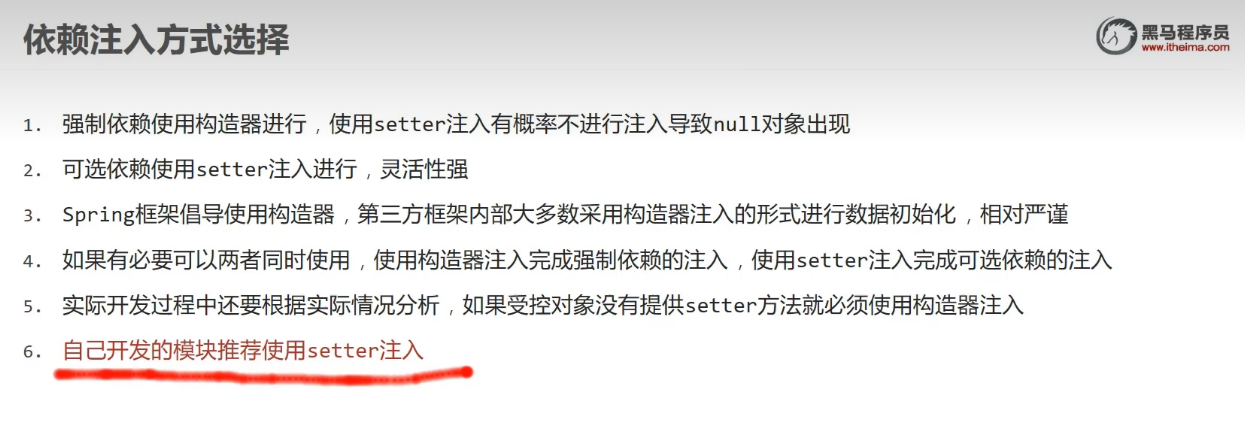 依赖注入方式选择
黑马程序员
www.itheima.com
1. 强制依赖使用构造器进行，使用setter注入有概率不进行注入导致null对象出现
2. 可选依赖使用setter注入进行，灵活性强
3. Spring框架倡导使用构造器，第三方框架内部大多数采用构造器注入的形式进行数据初始化，相对严谨
4. 如果有必要可以两者同时使用，使用构造器注入完成强制依赖的注入，使用setter注入完成可选依赖的注入
5. 实际开发过程中还要根据实际情况分析，如果受控对象没有提供setter方法就必须使用构造器注入
6. 自己开发的模块推荐使用setter注入